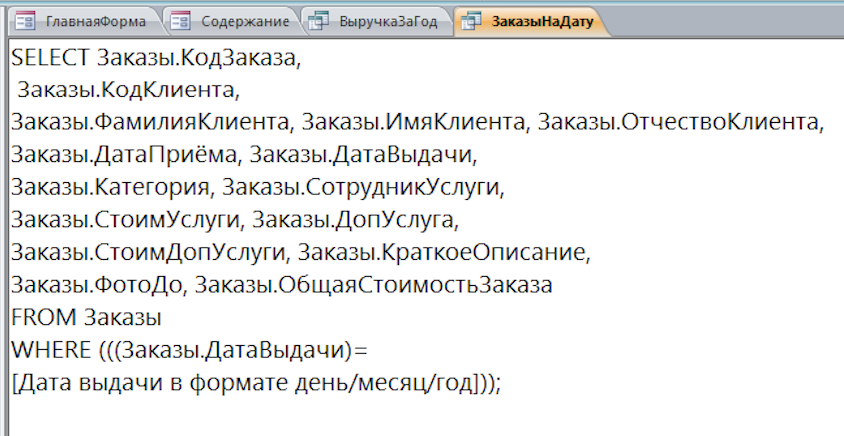 ГлавнаяФорма Содержание ВыручкаЗаГод ЗаказыНаДату
SELECT Заказы.КодЗаказа,
Заказы.КодКлиента,
Заказы.ФамилияКлиента, Заказы.ИмяКлиента, Заказы.ОтчествоКлиента,
Заказы.ДатаПриёма, Заказы.ДатаВыдачи,
Заказы.Категория, Заказы.СотрудникУслуги,
Заказы.СтоимУслуги, Заказы.ДопУслуга,
Заказы.СтоимДопУслуги, Заказы.КраткоеОписание,
Заказы.ФотоДо, Заказы.ОбщаяСтоимостьЗаказа
FROM Заказы
WHERE (((Заказы.ДатаВыдачи)=
[Дата выдачи в формате день/месяц/год]));